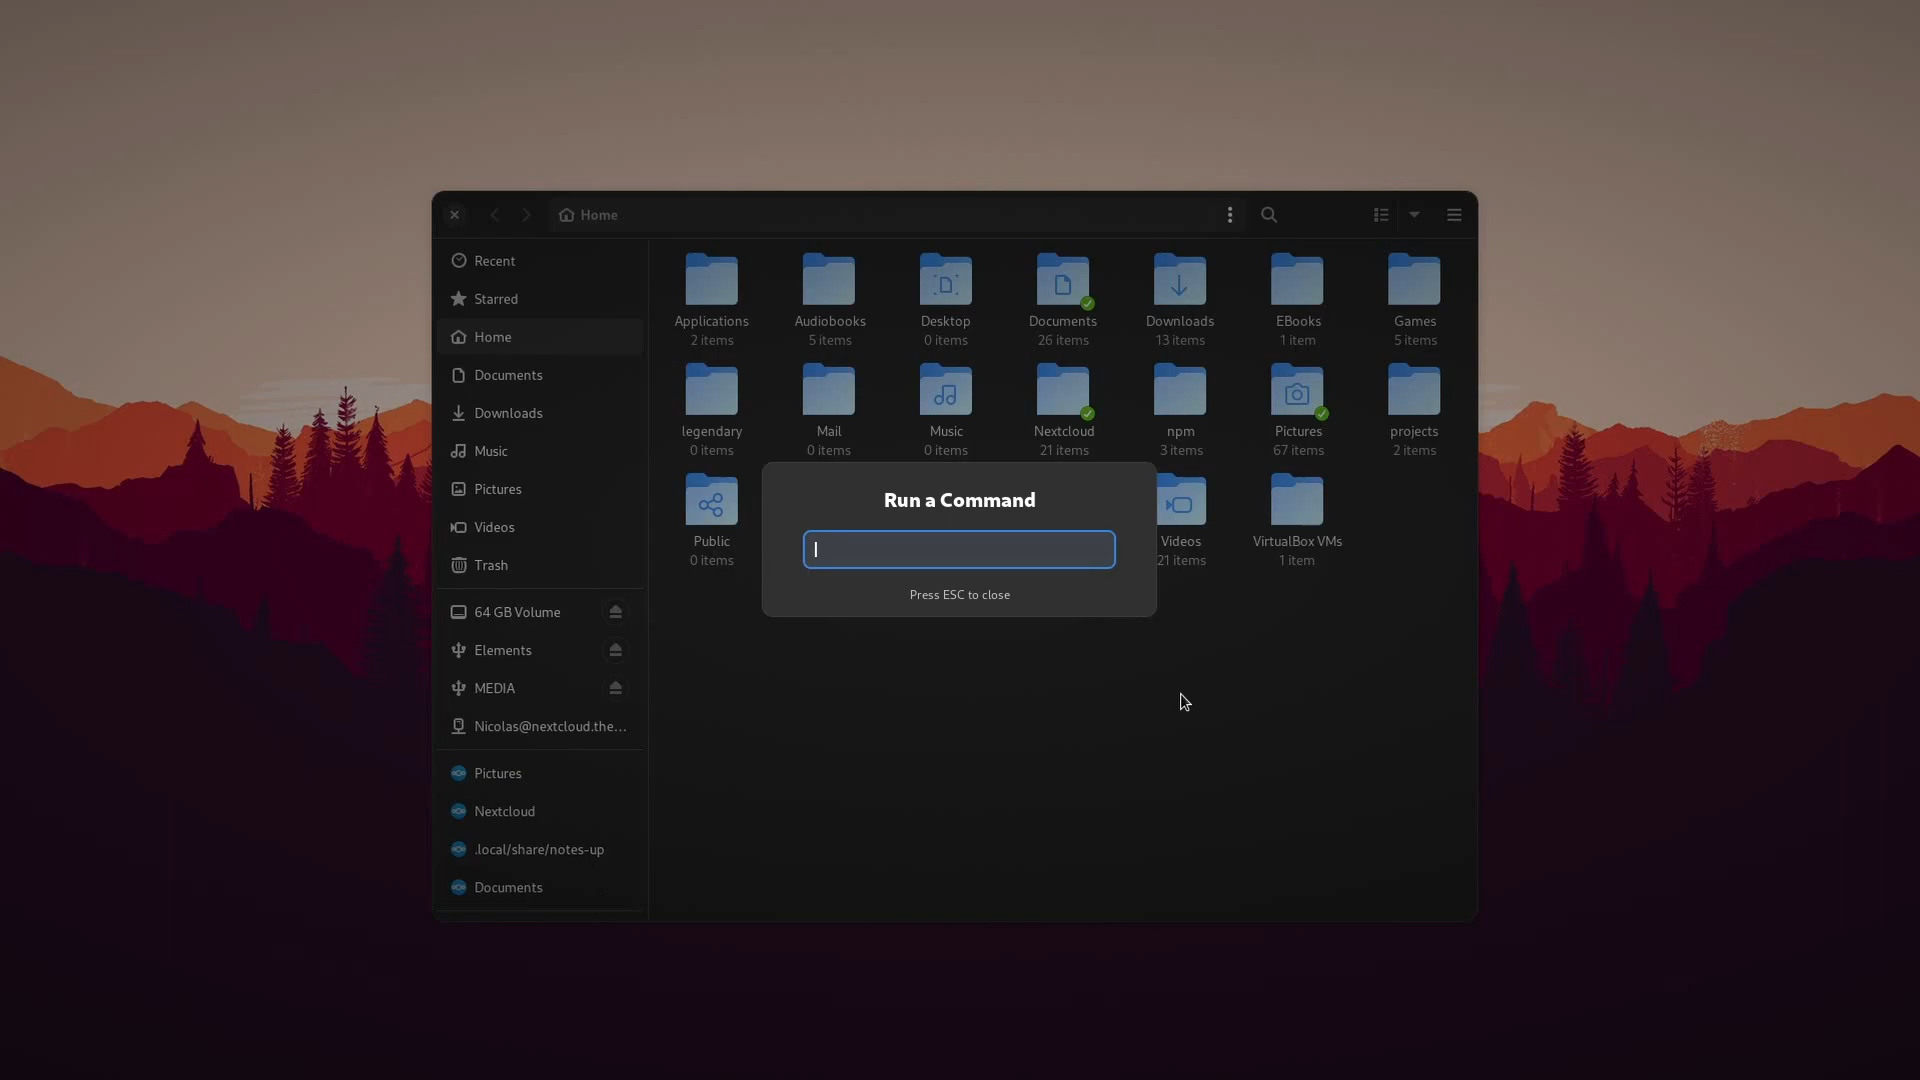 Home
Recent
Starred
Home
Documents
Downloads
Music
Pictures
Videos
Trash
64 GB Volume
Elements
MEDIA
Nicolas@nextcloud.the...
Pictures
Nextcloud
.local/share/notes-up
Documents
Applications Audiobooks Desktop Documents Downloads EBooks Games
2 items 5 items 0 items 26 items 13 items 1 item 5 items
legendary Mail Music Nextcloud npm Pictures projects
0 items 0 items 0 items 21 items 3 items 67 items 2 items
Public Videos VirtualBox VMs
0 items 21 items 1 item
Run a Command
Press ESC to close